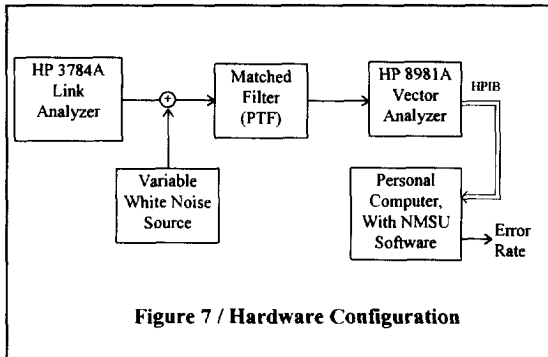 HP 3784A
Link
Analyzer
+
Matched
Filter
(PTF)
HP 8981A
Vector
Analyzer
HPIB
Variable
White Noise
Source
Personal
Computer,
With NMSU
Software
Error
Rate
Figure 7 / Hardware Configuration